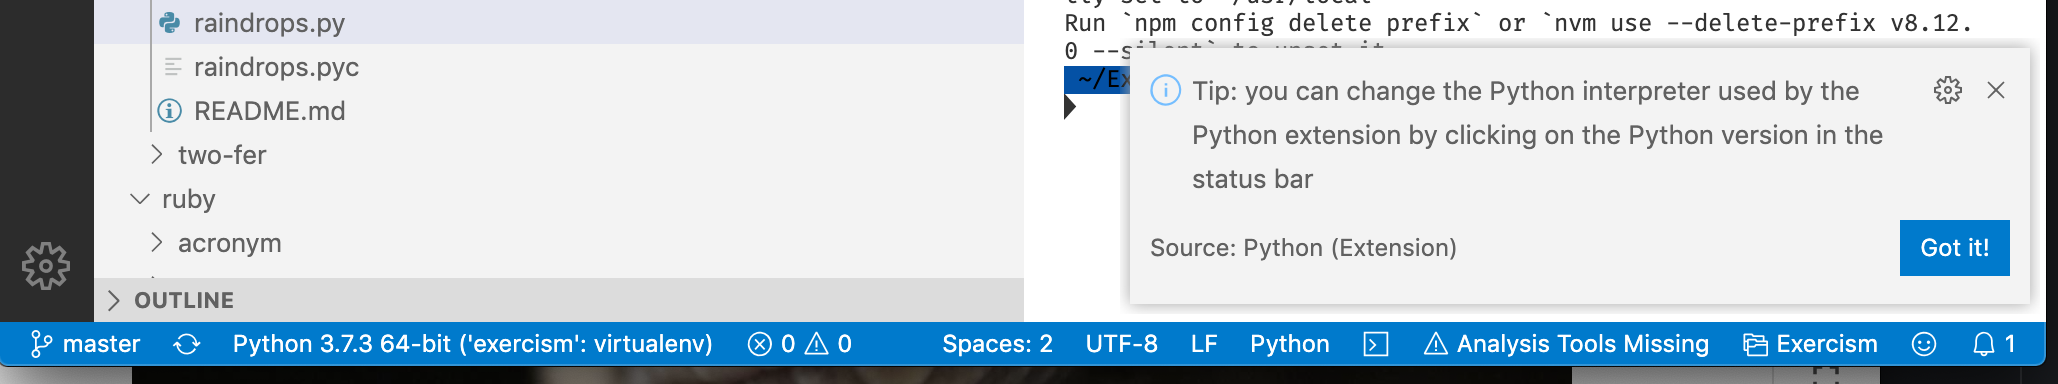 raindrops.py
raindrops.pyc
README.md
two-fer
ruby
acronym
OUTLINE
Run `npm config delete prefix` or `nvm use --delete-prefix v8.12.
0
~/Ex
Tip: you can change the Python interpreter used by the
Python extension by clicking on the Python version in the
status bar
Source: Python (Extension)
Got it!
master Python 3.7.3 64-bit ('exercism': virtualenv) 0 0 Spaces: 2 UTF-8 LF Python Analysis Tools Missing Exercism 1